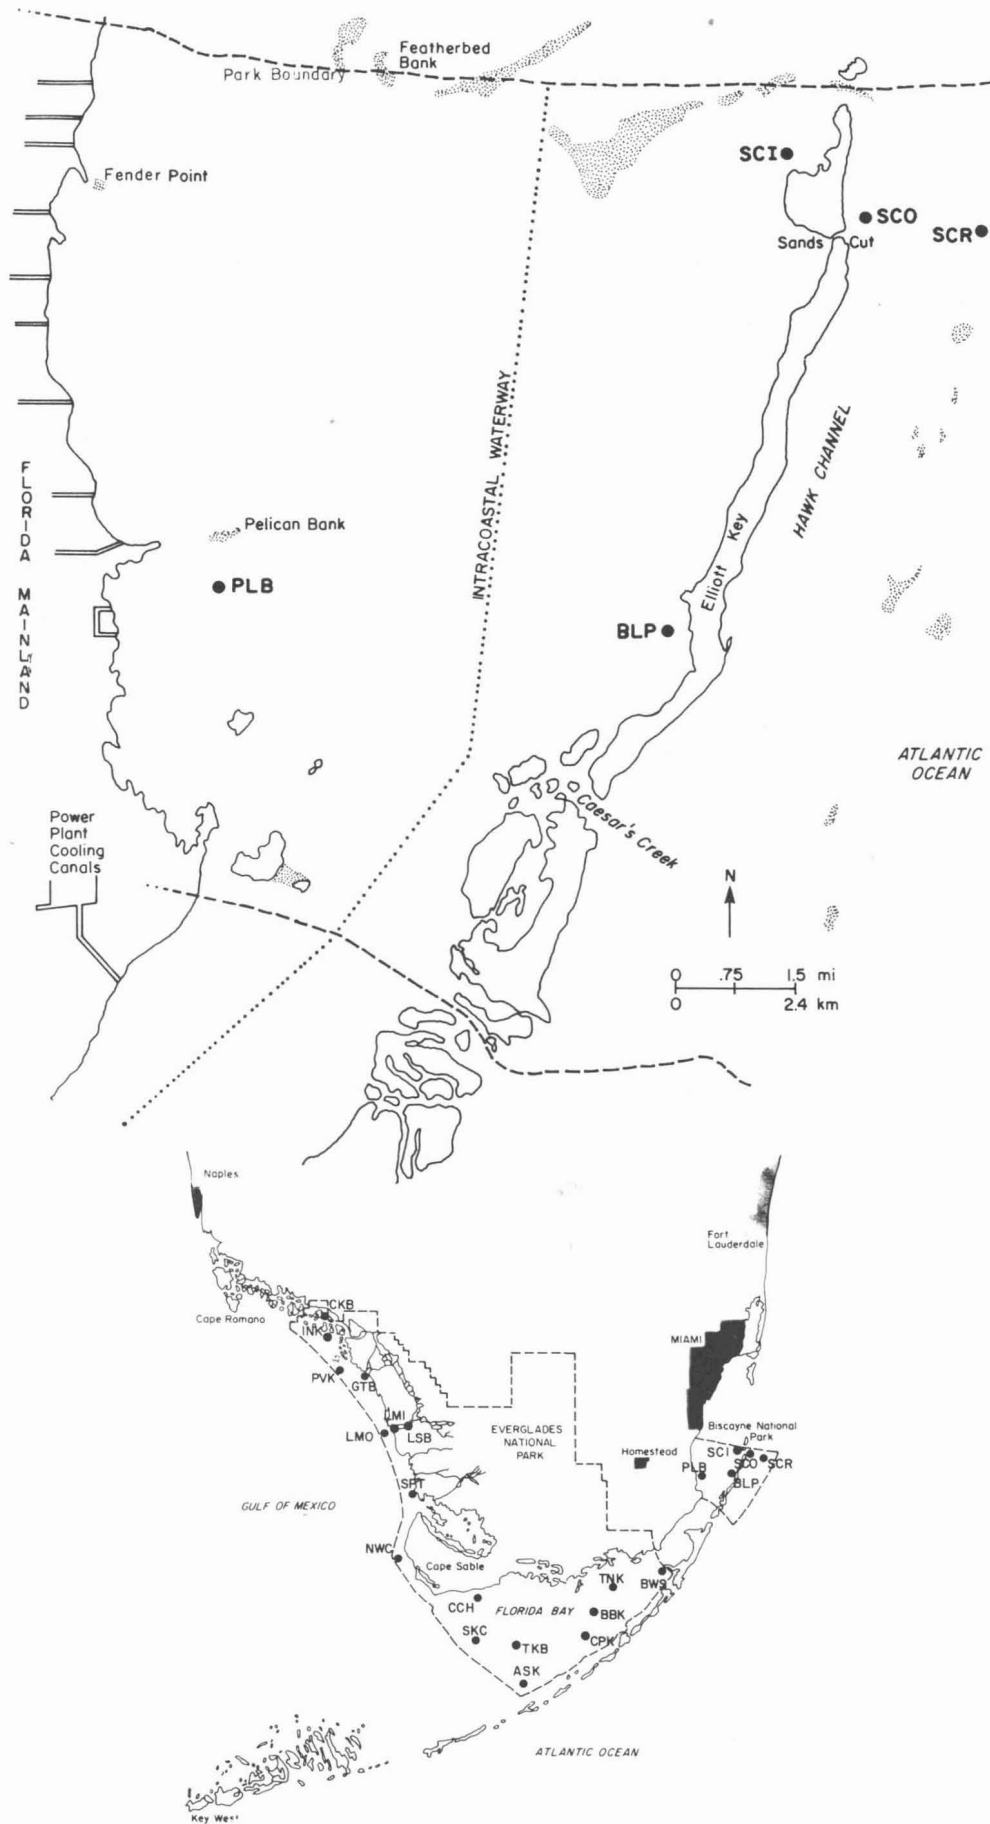 Featherbed
Bank
Park Boundary
SCI
Fender Point
SCO
SCR
Sands Cut
INTRACOASTAL WATERWAY
HAWK CHANNEL
FLORIDA MAINLAND
Pelican Bank
Elliott Key
PLB
BLP
ATLANTIC
OCEAN
Caesar's Creek
Power
Plant
Cooling
Canals
N
0 .75 1.5 mi
0 2.4 km
Naples
Fort
Lauderdale
CKB
Cape Romano
INK
MIAMI
PVK
GTB
LMI
LMO
LSB
EVERGLADES
NATIONAL
PARK
Biscayne National
Park
Homestead
SCI
SCO
SCR
PLB
BLP
SPT
GULF OF MEXICO
NWC
Cape Sable
TNK
BWS
CCH
FLORIDA BAY
BBK
SKC
TKB
CPK
ASK
ATLANTIC OCEAN
Key West